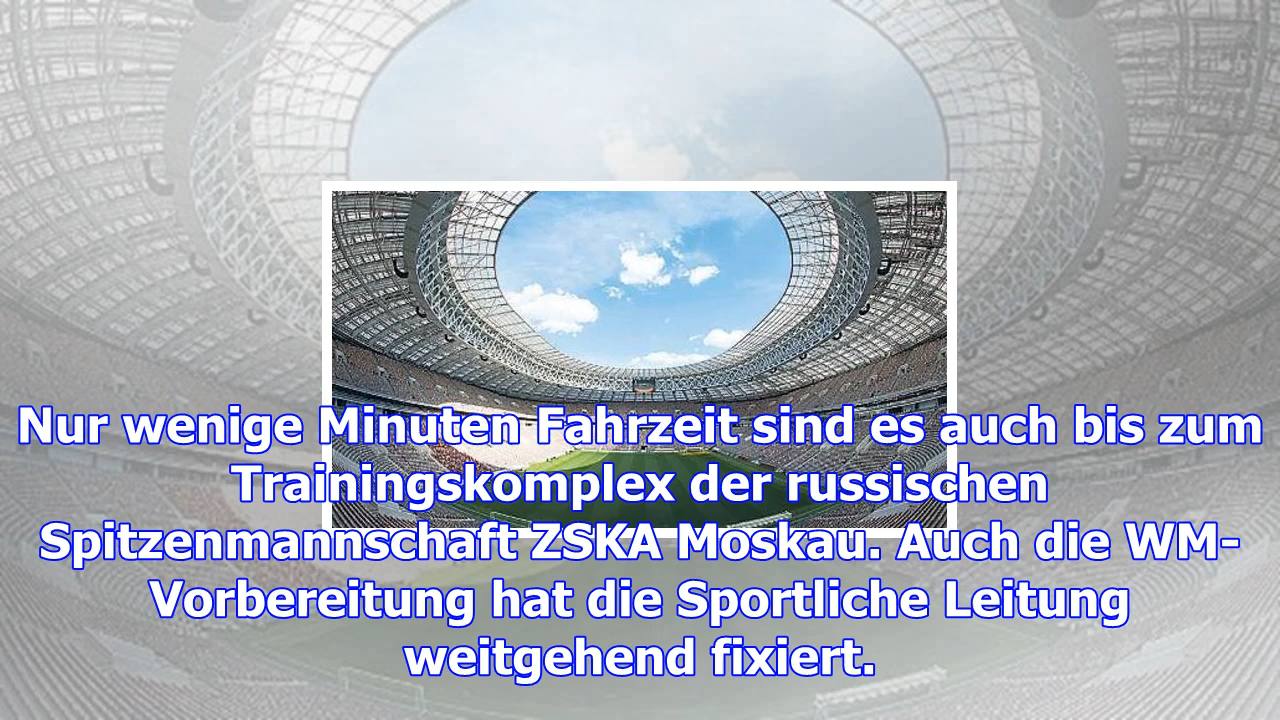 Nur wenige Minuten Fahrzeit sind es auch bis zum
Trainingskomplex der russischen
Spitzenmannschaft ZSKA Moskau. Auch die WM-
Vorbereitung hat die Sportliche Leitung
weitgehend fixiert.